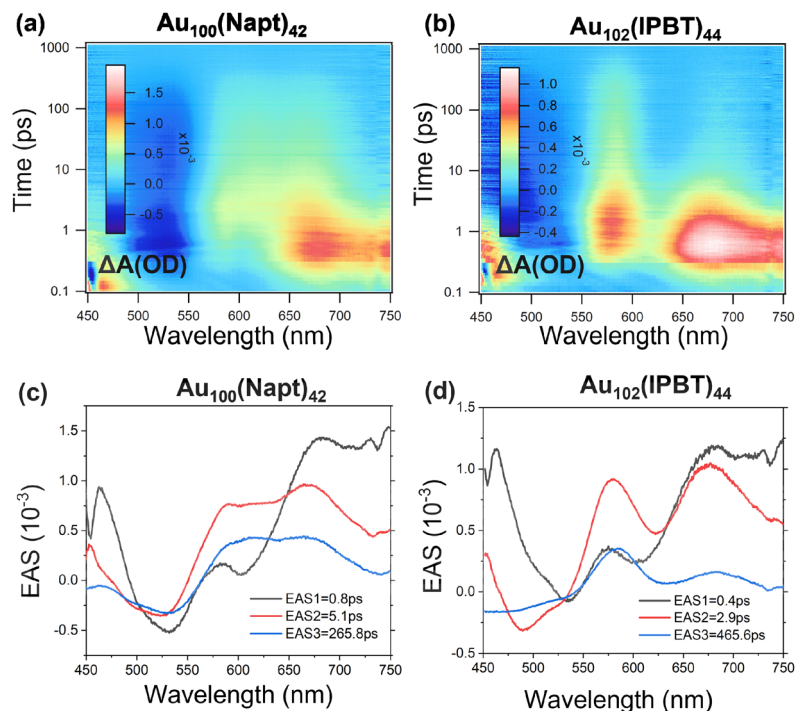 (a)
Au100(Napt)42
1000
100
10
1
0.1
Time (ps)
1.5
1.0
0.5
0.0
-0.5
x10-3
ΔA(OD)
450 500 550 600 650 700 750
Wavelength (nm)
(b)
Au102(IPBT)44
1000
100
10
1
0.1
Time (ps)
1.0
0.8
0.6
0.4
0.2
0.0
-0.2
-0.4
x10-3
ΔA(OD)
450 500 550 600 650 700 750
Wavelength (nm)
(c)
Au100(Napt)42
1.5
1.0
0.5
0.0
-0.5
EAS (10-3)
EAS1=0.8ps
EAS2=5.1ps
EAS3=265.8ps
450 500 550 600 650 700 750
Wavelength (nm)
(d)
Au102(IPBT)44
1.5
1.0
0.5
0.0
-0.5
EAS (10-3)
EAS1=0.4ps
EAS2=2.9ps
EAS3=465.6ps
450 500 550 600 650 700 750
Wavelength (nm)